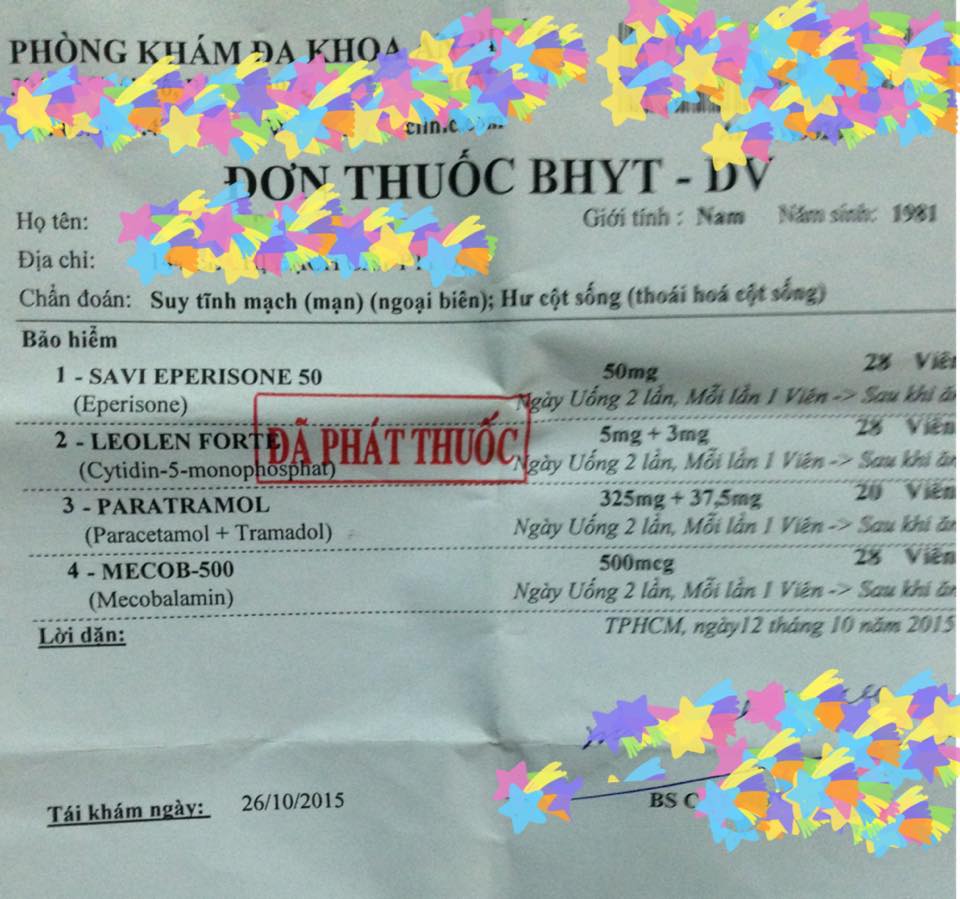 PHÒNG KHÁM ĐA KHOA
ĐƠN THUỐC BHYT - DV
Họ tên:
Giới tính : Nam Năm sinh: 1981
Địa chỉ:
Chẩn đoán: Suy tĩnh mạch (mạn) (ngoại biên); Hư cột sống (thoái hoá cột sống)
Bảo hiểm
1 - SAVI EPERISONE 50 50mg 28 Viên
(Eperisone) Ngày Uống 2 lần, Mỗi lần 1 Viên -> Sau khi ăn
ĐÃ PHÁT THUỐC
2 - LEOLEN FORTE 5mg + 3mg 28 Viên
(Cytidin-5-monophosphat) Ngày Uống 2 lần, Mỗi lần 1 Viên -> Sau khi ăn
3 - PARATRAMOL 325mg + 37,5mg 20 Viên
(Paracetamol + Tramadol) Ngày Uống 2 lần, Mỗi lần 1 Viên -> Sau khi ăn
4 - MECOB-500 500mcg 28 Viên
(Mecobalamin) Ngày Uống 2 lần, Mỗi lần 1 Viên -> Sau khi ăn
Lời dặn: TPHCM, ngày12 tháng 10 năm 2015
Tái khám ngày: 26/10/2015
BS